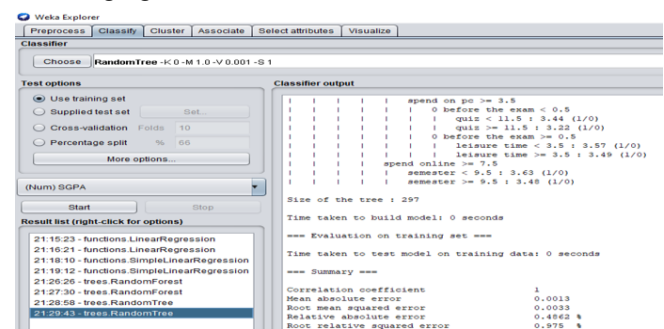 Weka Explorer
Preprocess Classify Cluster Associate Select attributes Visualize
Classifier
Choose RandomTree -K 0 -M 1.0 -V 0.001 -S 1
Test options
Use training set
Supplied test set Set...
Cross-validation Folds 10
Percentage split % 66
More options...
(Num) SGPA
Start Stop
Result list (right-click for options)
21:15:23 - functions.LinearRegression
21:16:21 - functions.LinearRegression
21:18:10 - functions.SimpleLinearRegression
21:19:12 - functions.SimpleLinearRegression
21:26:26 - trees.RandomForest
21:27:30 - trees.RandomForest
21:28:58 - trees.RandomTree
21:29:43 - trees.RandomTree
Classifier output
| | | | | spend on pc >= 3.5
| | | | | | 0 before the exam < 0.5
| | | | | | | quiz < 11.5 : 3.44 (1/0)
| | | | | | | quiz >= 11.5 : 3.22 (1/0)
| | | | | | 0 before the exam >= 0.5
| | | | | | | leisure time < 3.5 : 3.57 (1/0)
| | | | | | | leisure time >= 3.5 : 3.49 (1/0)
| | | | spend online >= 7.5
| | | | | semester < 9.5 : 3.63 (1/0)
| | | | | semester >= 9.5 : 3.48 (1/0)
Size of the tree : 297
Time taken to build model: 0 seconds
=== Evaluation on training set ===
Time taken to test model on training data: 0 seconds
=== Summary ===
Correlation coefficient 1
Mean absolute error 0.0013
Root mean squared error 0.0033
Relative absolute error 0.4862 %
Root relative squared error 0.975 %